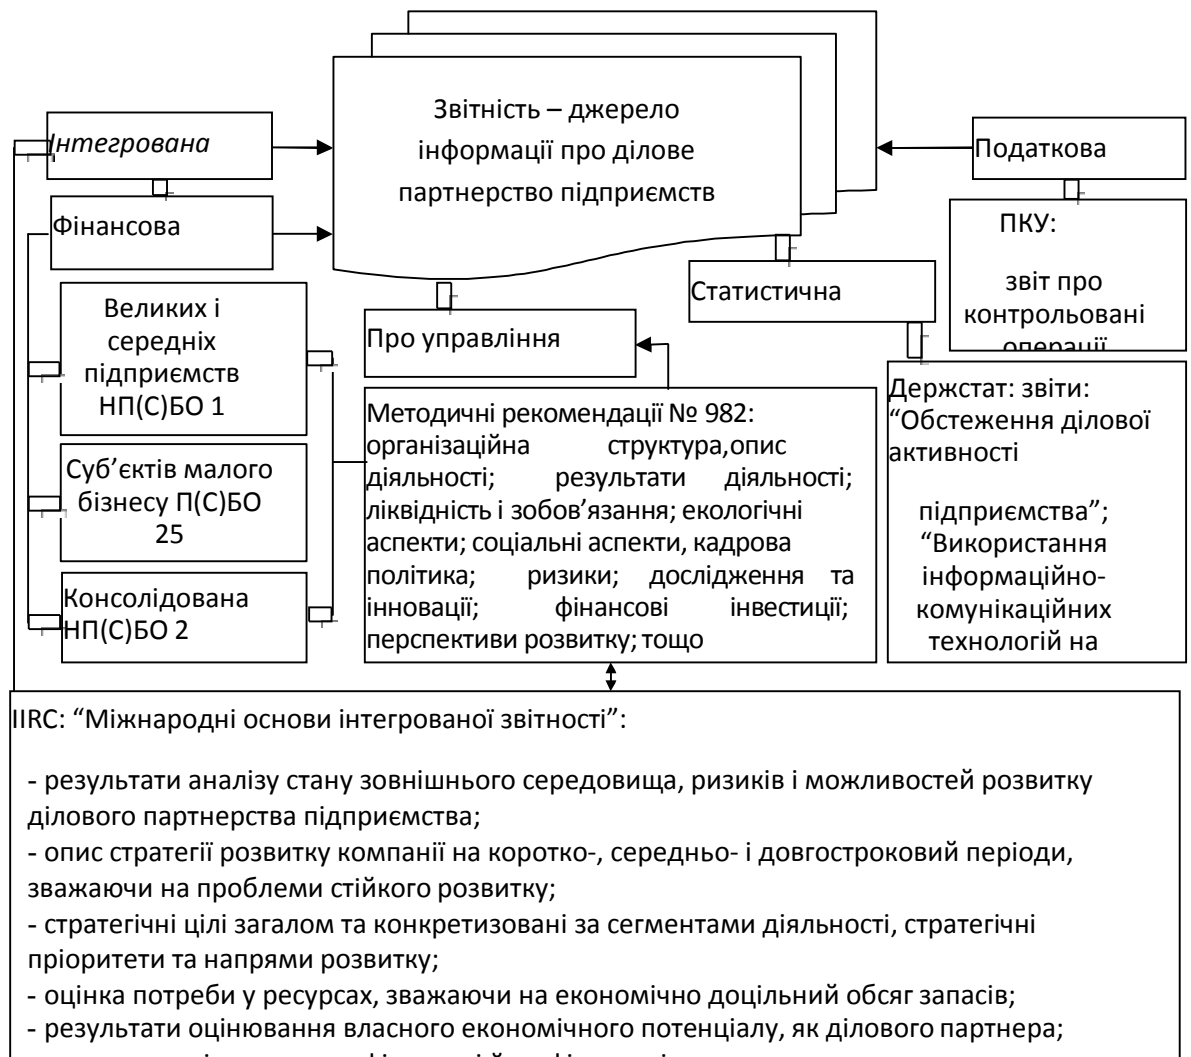 Звітність – джерело
інформації про ділове
партнерство підприємств
Інтегрована
Фінансова
Великих і
середніх
підприємств
НП(С)БО 1
Суб’єктів малого
бізнесу П(С)БО
25
Консолідована
НП(С)БО 2
Про управління
Методичні рекомендації № 982:
організаційна структура,опис
діяльності; результати діяльності;
ліквідність і зобов’язання; екологічні
аспекти; соціальні аспекти, кадрова
політика; ризики; дослідження та
інновації; фінансові інвестиції;
перспективи розвитку; тощо
Статистична
Податкова
ПКУ:
звіт про
контрольовані
операції
Держстат: звіти:
“Обстеження ділової
активності
підприємства”;
“Використання
інформаційно-
комунікаційних
технологій на
IIRC: “Міжнародні основи інтегрованої звітності”:
- результати аналізу стану зовнішнього середовища, ризиків і можливостей розвитку
ділового партнерства підприємства;
- опис стратегії розвитку компанії на коротко-, середньо- і довгостроковий періоди,
зважаючи на проблеми стійкого розвитку;
- стратегічні цілі загалом та конкретизовані за сегментами діяльності, стратегічні
пріоритети та напрями розвитку;
- оцінка потреби у ресурсах, зважаючи на економічно доцільний обсяг запасів;
- результати оцінювання власного економічного потенціалу, як ділового партнера;